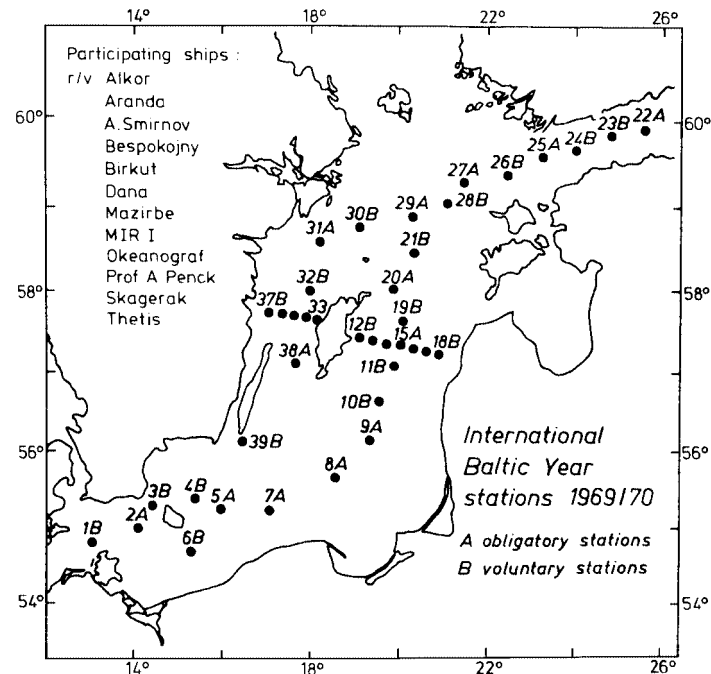 14° 18° 22° 26°
Participating ships :
r/v Alkor
Aranda
A.Smirnov
Bespokojny
Birkut
Dana
Mazirbe
MIR I
Okeanograf
Prof A Penck
Skagerak
Thetis
60° 60°
22A
23B
24B
25A
26B
27A
28B
29A
30B
31A
21B
32B
20A
58° 58°
37B
33
19B
12B
15A
18B
38A
11B
10B
9A
39B
56° 56°
8A
International
Baltic Year
stations 1969/70
A obligatory stations
B voluntary stations
3B
4B
5A
7A
2A
1B
6B
54° 54°
14° 18° 22° 26°